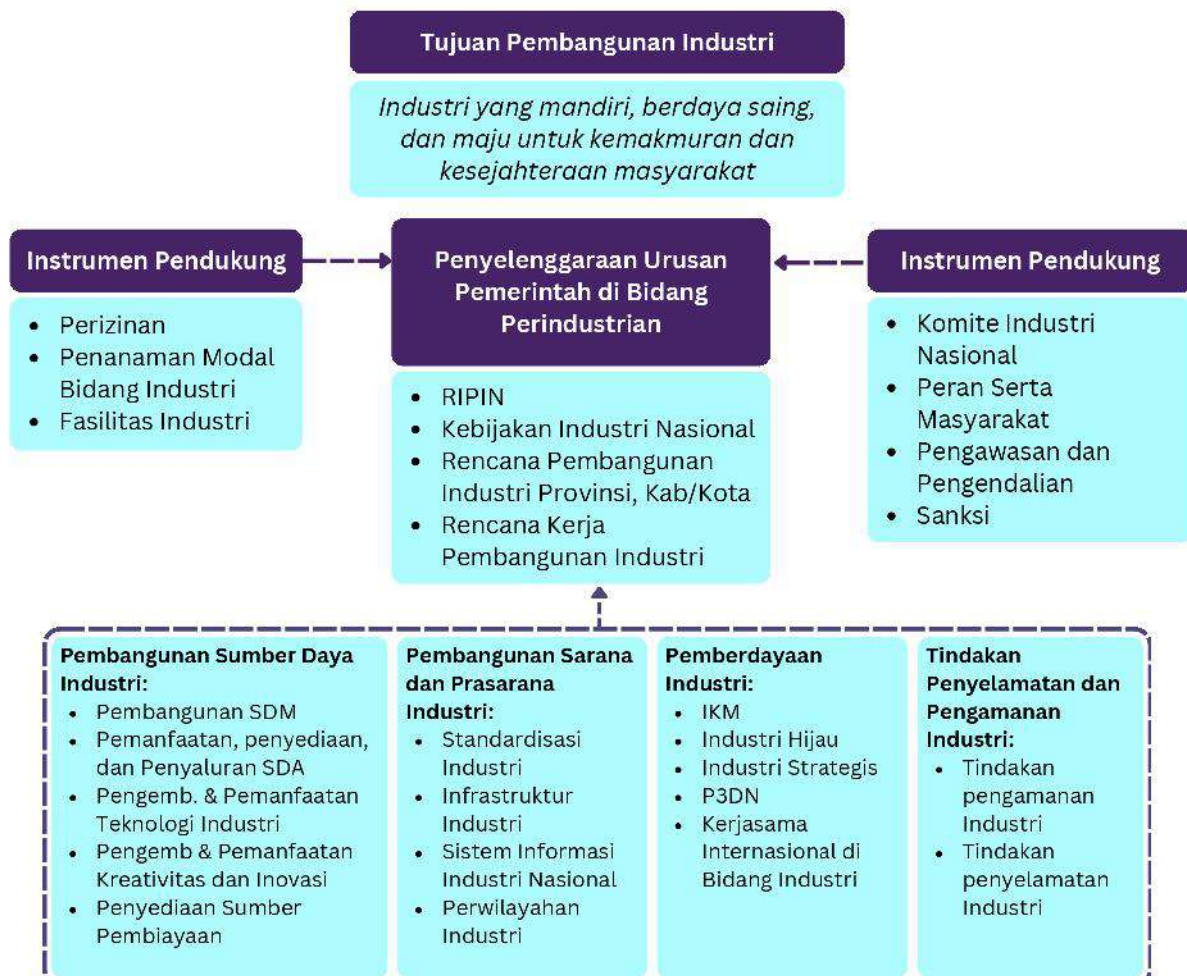 Tujuan Pembangunan Industri
Industri yang mandiri, berdaya saing,
dan maju untuk kemakmuran dan
kesejahteraan masyarakat
Instrumen Pendukung
• Perizinan
• Penanaman Modal
Bidang Industri
• Fasilitas Industri
Penyelenggaraan Urusan
Pemerintah di Bidang
Perindustrian
• RIPIN
• Kebijakan Industri Nasional
• Rencana Pembangunan
Industri Provinsi, Kab/Kota
• Rencana Kerja
Pembangunan Industri
Instrumen Pendukung
• Komite Industri
Nasional
• Peran Serta
Masyarakat
• Pengawasan dan
Pengendalian
• Sanksi
Pembangunan Sumber Daya
Industri:
• Pembangunan SDM
• Pemanfaatan, penyediaan,
dan Penyaluran SDA
• Pengemb. & Pemanfaatan
Teknologi Industri
• Pengemb & Pemanfaatan
Kreativitas dan Inovasi
• Penyediaan Sumber
Pembiayaan
Pembangunan Sarana
dan Prasarana
Industri:
• Standardisasi
Industri
• Infrastruktur
Industri
• Sistem Informasi
Industri Nasional
• Perwilayahan
Industri
Pemberdayaan
Industri:
• IKM
• Industri Hijau
• Industri Strategis
• P3DN
• Kerjasama
Internasional di
Bidang Industri
Tindakan
Penyelamatan dan
Pengamanan
Industri:
• Tindakan
pengamanan
Industri
• Tindakan
penyelamatan
Industri